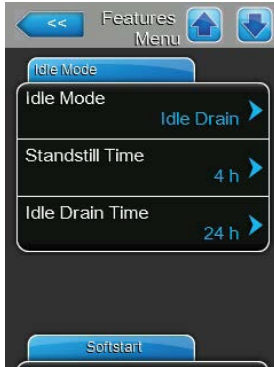 << Features
Menu
Idle Mode
Idle Mode
Idle Drain
Standstill Time
4 h
Idle Drain Time
24 h
Softstart